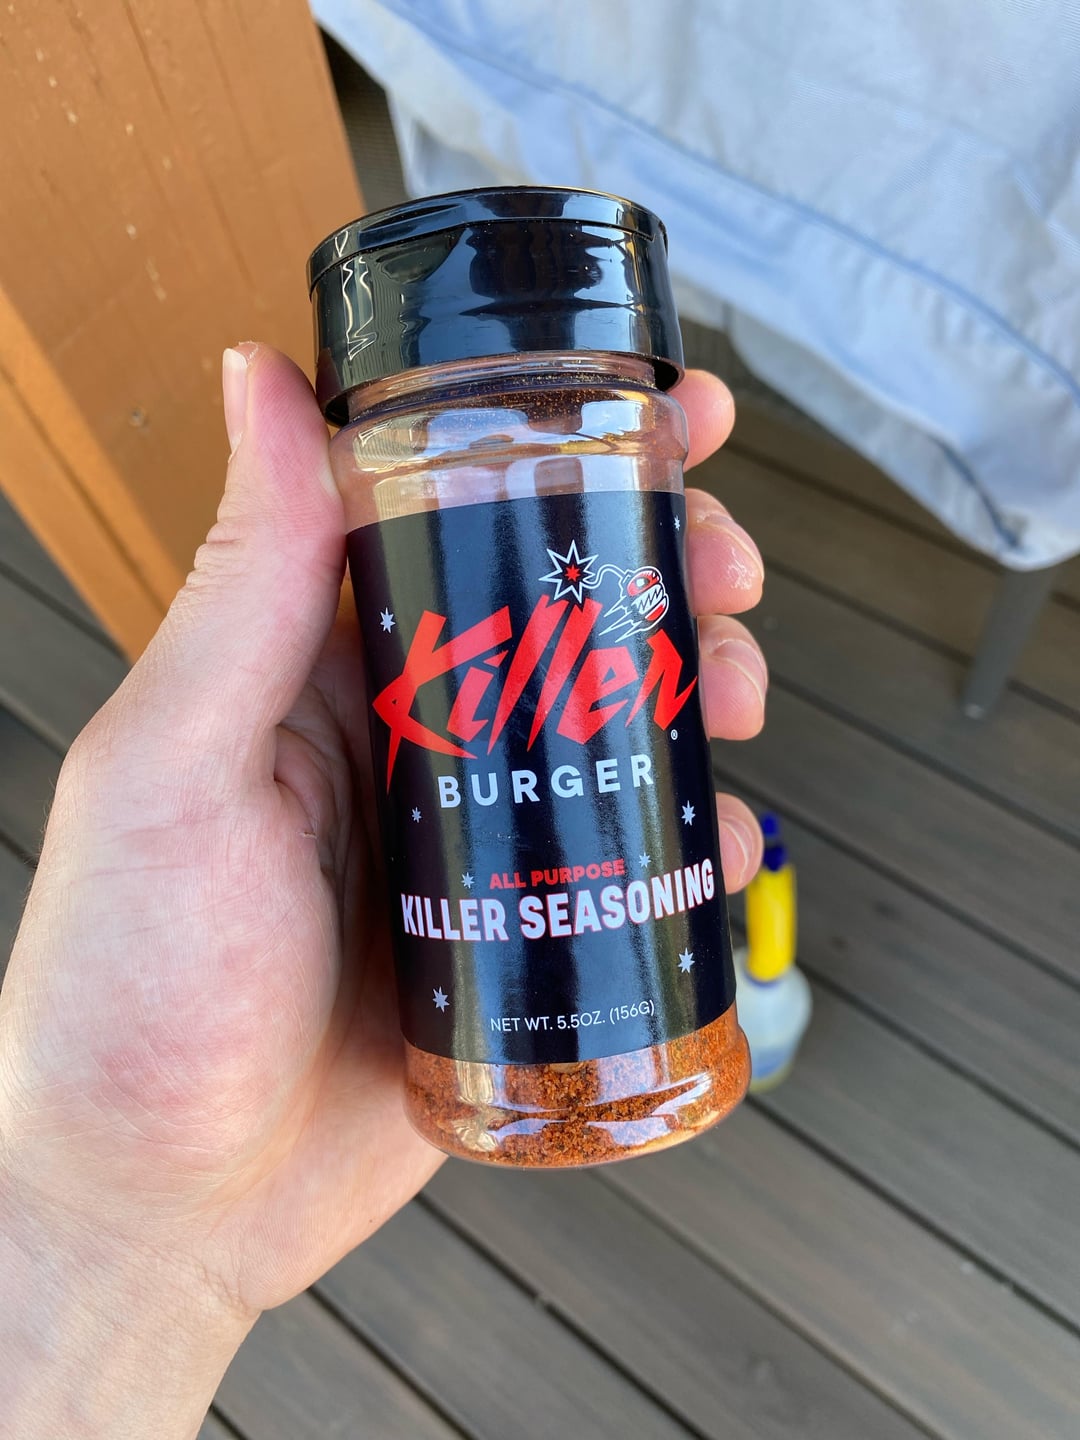 Killer
®
BURGER
ALL PURPOSE
KILLER SEASONING
NET WT. 5.5OZ. (156G)